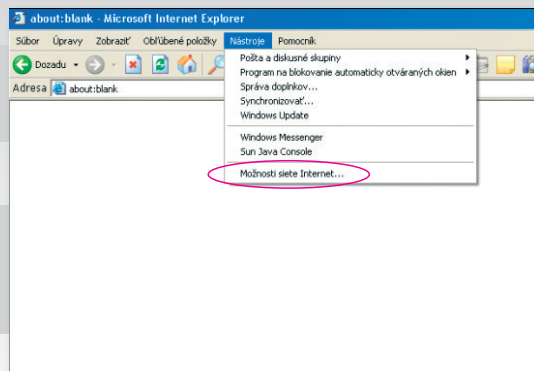 about:blank - Microsoft Internet Explorer
Súbor Úpravy Zobraziť Obľúbené položky Nástroje Pomocník
Dozadu
Adresa about:blank
Pošta a diskusné skupiny
Program na blokovanie automaticky otváraných okien
Správa doplnkov...
Synchronizovať...
Windows Update
Windows Messenger
Sun Java Console
Možnosti siete Internet...